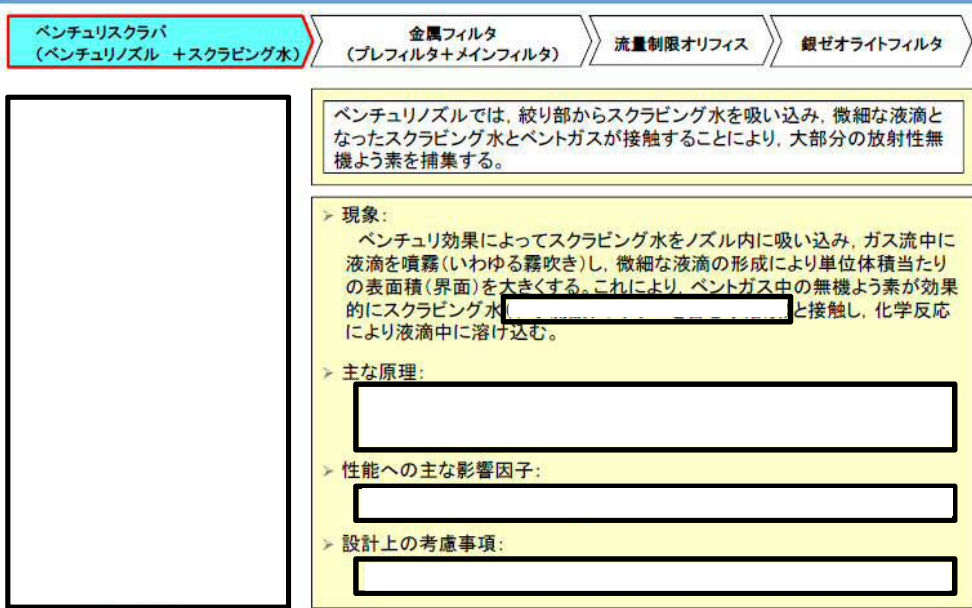 ベンチュリスクラバ
(ベンチュリノズル +スクラビング水)
金属フィルタ
(プレフィルタ+メインフィルタ)
流量制限オリフィス
銀ゼオライトフィルタ
ベンチュリノズルでは,絞り部からスクラビング水を吸い込み,微細な液滴と
なったスクラビング水とベントガスが接触することにより,大部分の放射性無
機よう素を捕集する。
➢ 現象:
ベンチュリ効果によってスクラビング水をノズル内に吸い込み,ガス流中に
液滴を噴霧(いわゆる霧吹き)し,微細な液滴の形成により単位体積当たり
の表面積(界面)を大きくする。これにより,ベントガス中の無機よう素が効果
的にスクラビング水 と接触し,化学反応
により液滴中に溶け込む。
➢ 主な原理:
➢ 性能への主な影響因子:
➢ 設計上の考慮事項: